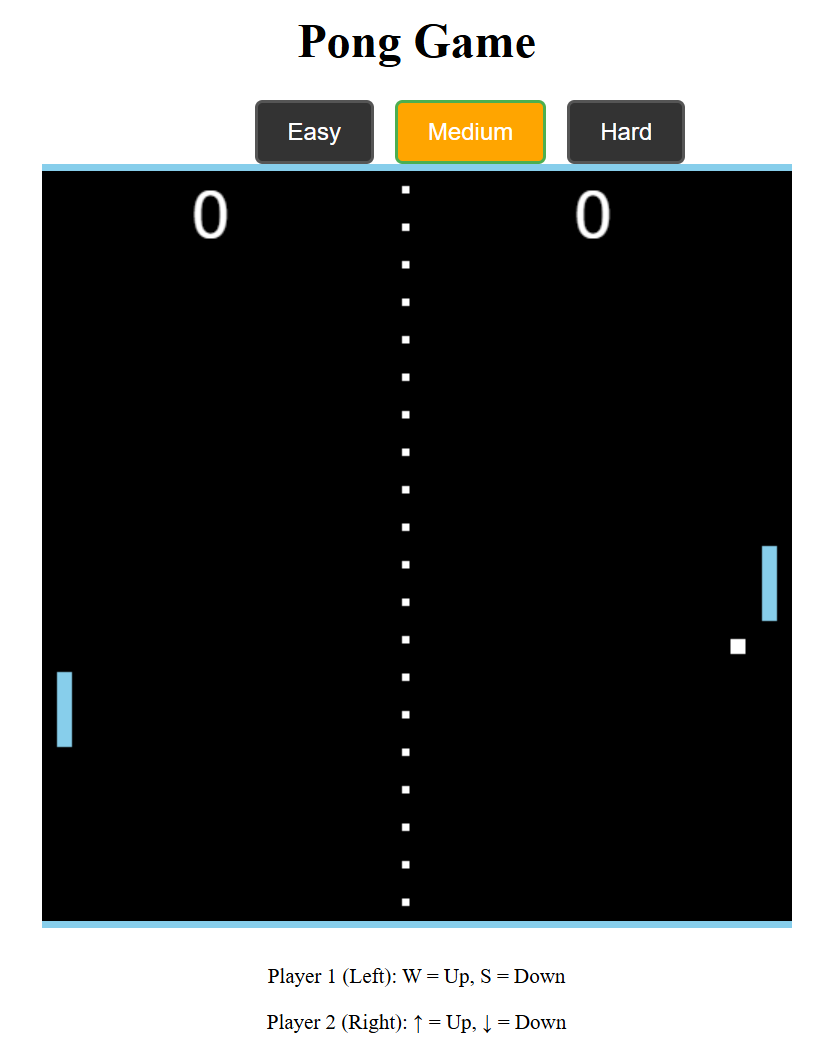 Pong Game
Easy Medium Hard
0 0
Player 1 (Left): W = Up, S = Down
Player 2 (Right): ↑ = Up, ↓ = Down